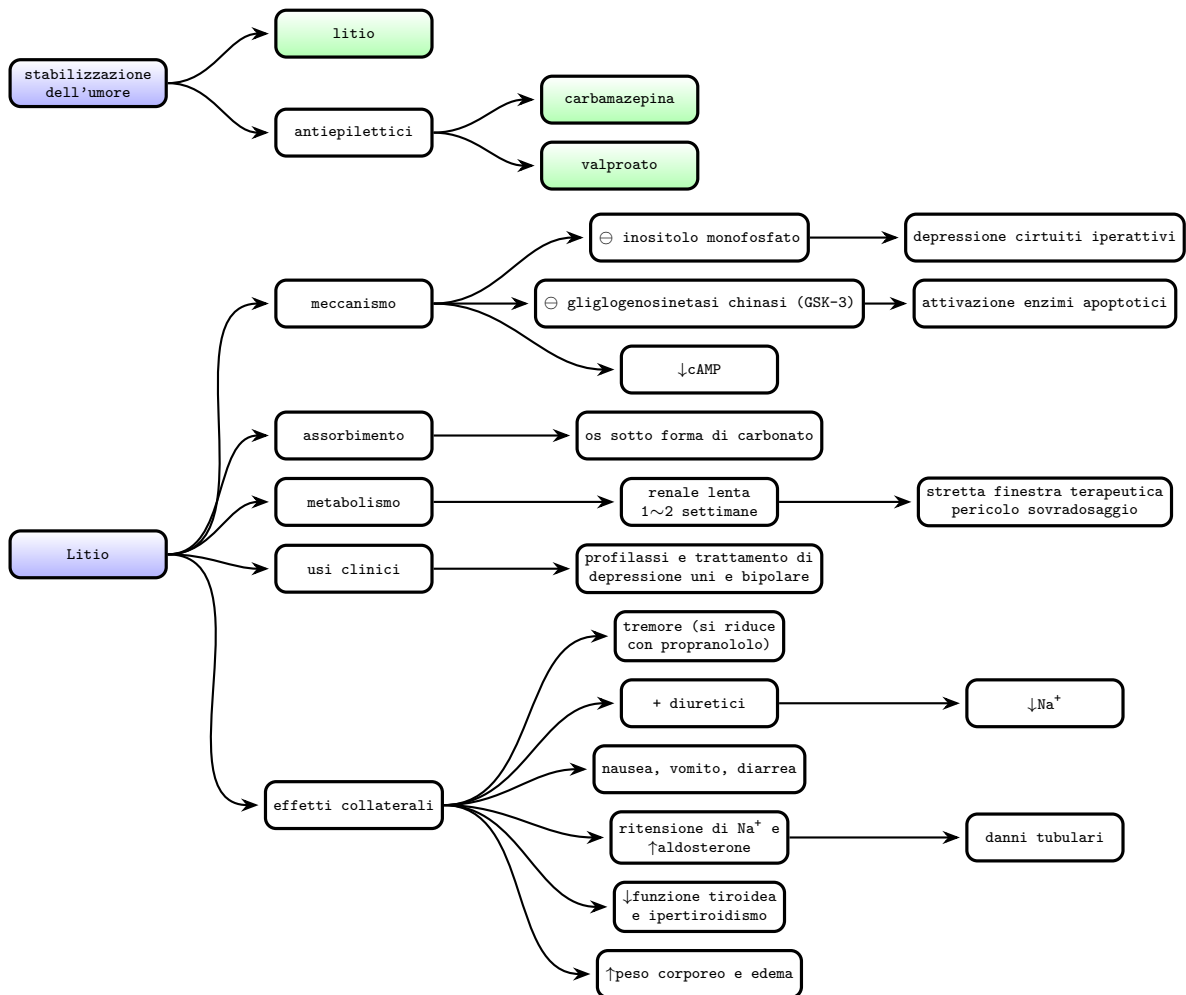 litio
stabilizzazione
dell'umore
carbamazepina
antiepilettici
valproato
⊖ inositolo monofosfato
depressione cirtuiti iperattivi
meccanismo
⊖ gliglogenosinetasi chinasi (GSK-3)
attivazione enzimi apoptotici
↓cAMP
assorbimento
os sotto forma di carbonato
metabolismo
renale lenta
1∼2 settimane
stretta finestra terapeutica
pericolo sovradosaggio
Litio
usi clinici
profilassi e trattamento di
depressione uni e bipolare
tremore (si riduce
con propranololo)
+ diuretici
↓Na⁺
nausea, vomito, diarrea
effetti collaterali
ritensione di Na⁺ e
↑aldosterone
danni tubulari
↓funzione tiroidea
e ipertiroidismo
↑peso corporeo e edema